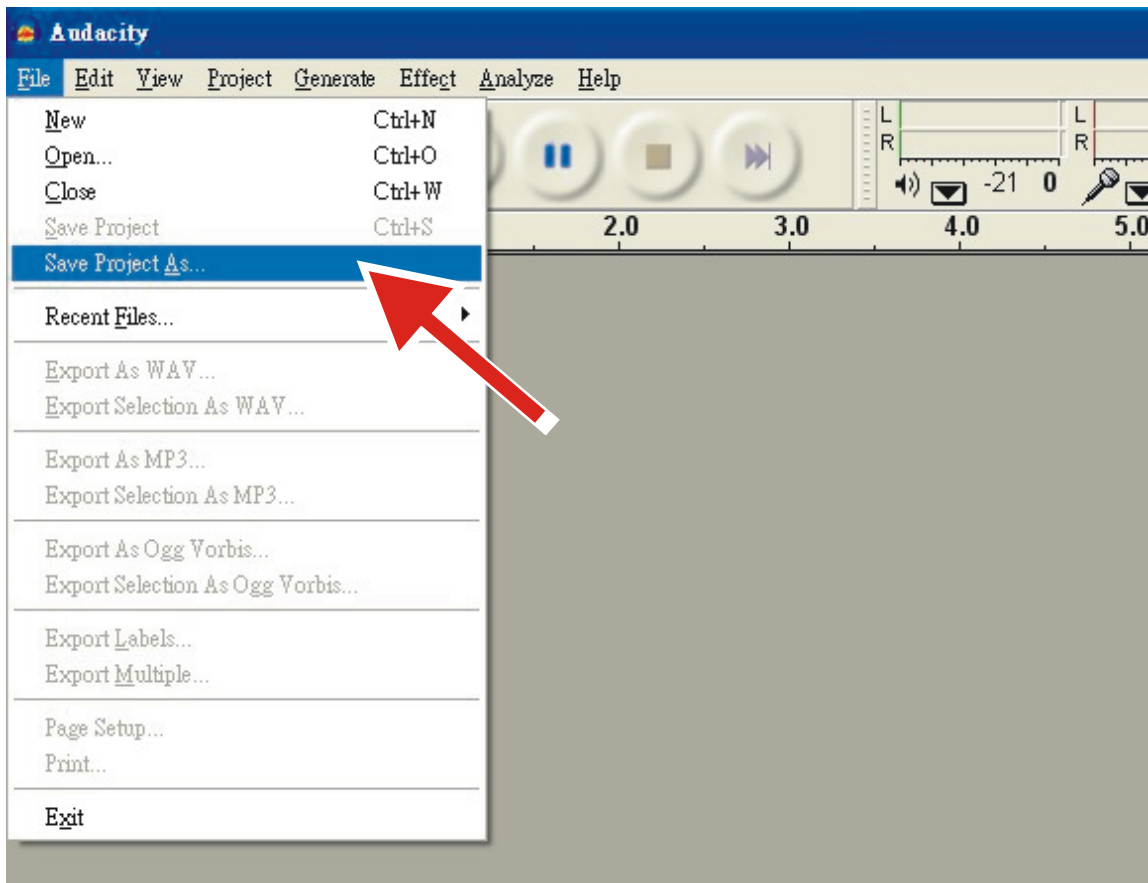 Audacity
File Edit View Project Generate Effect Analyze Help
New Ctrl+N
Open... Ctrl+O
Close Ctrl+W
Save Project Ctrl+S
Save Project As...
Recent Files...
Export As WAV...
Export Selection As WAV...
Export As MP3...
Export Selection As MP3...
Export As Ogg Vorbis...
Export Selection As Ogg Vorbis...
Export Labels...
Export Multiple...
Page Setup...
Print...
Exit
L L
R R
-21 0
2.0 3.0 4.0 5.0